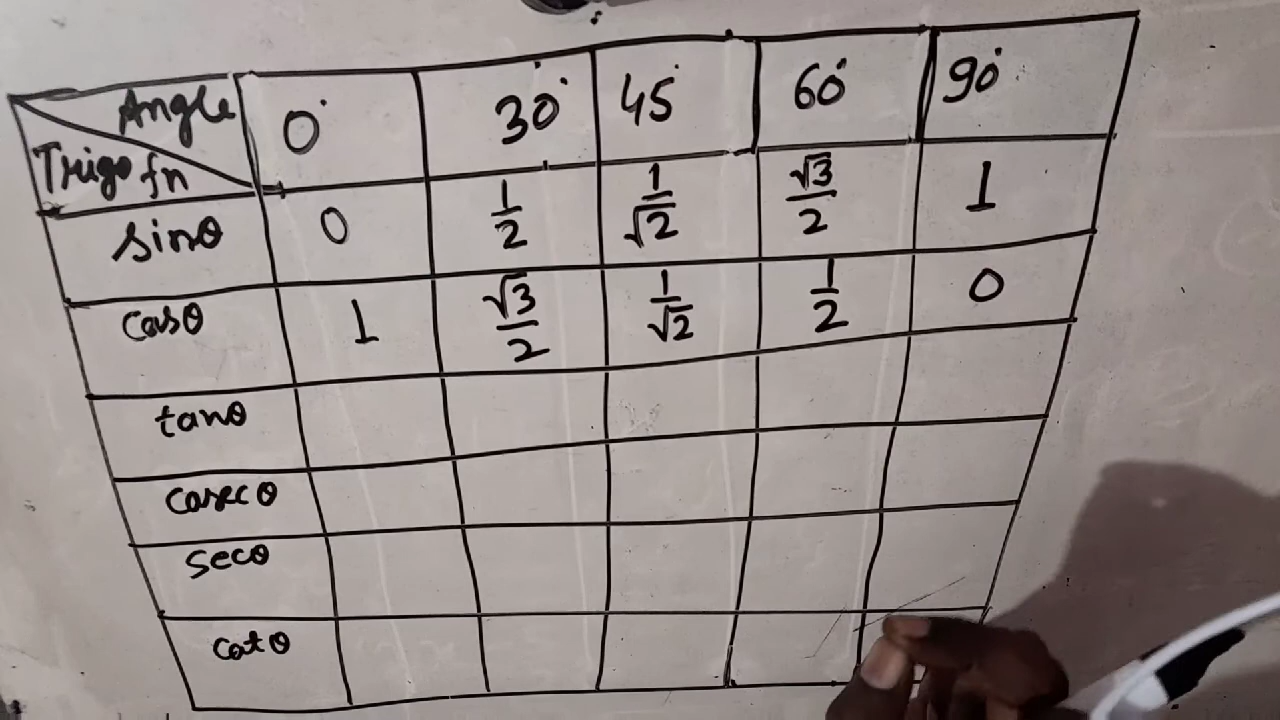 Angle 0° 30° 45° 60° 90°
Trigo fn
sinθ 0 1/2 1/√2 √3/2 1
cosθ 1 √3/2 1/√2 1/2 0
tanθ
cosecθ
secθ
cotθ